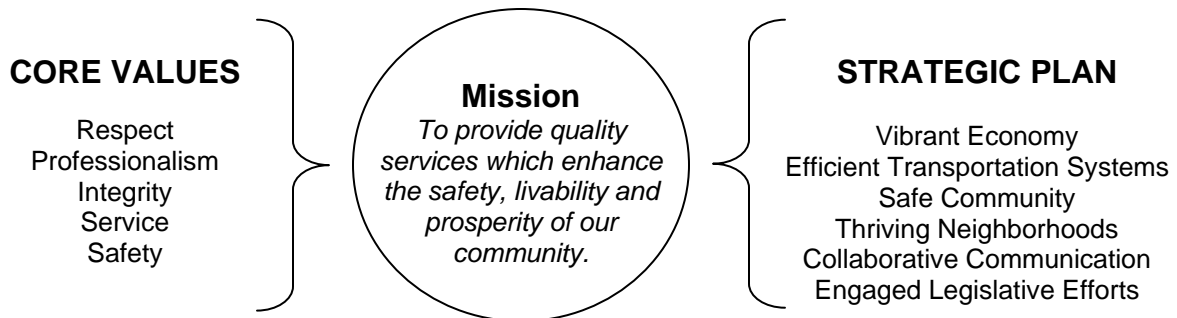 CORE VALUES
Respect
Professionalism
Integrity
Service
Safety
Mission
To provide quality
services which enhance
the safety, livability and
prosperity of our
community.
STRATEGIC PLAN
Vibrant Economy
Efficient Transportation Systems
Safe Community
Thriving Neighborhoods
Collaborative Communication
Engaged Legislative Efforts